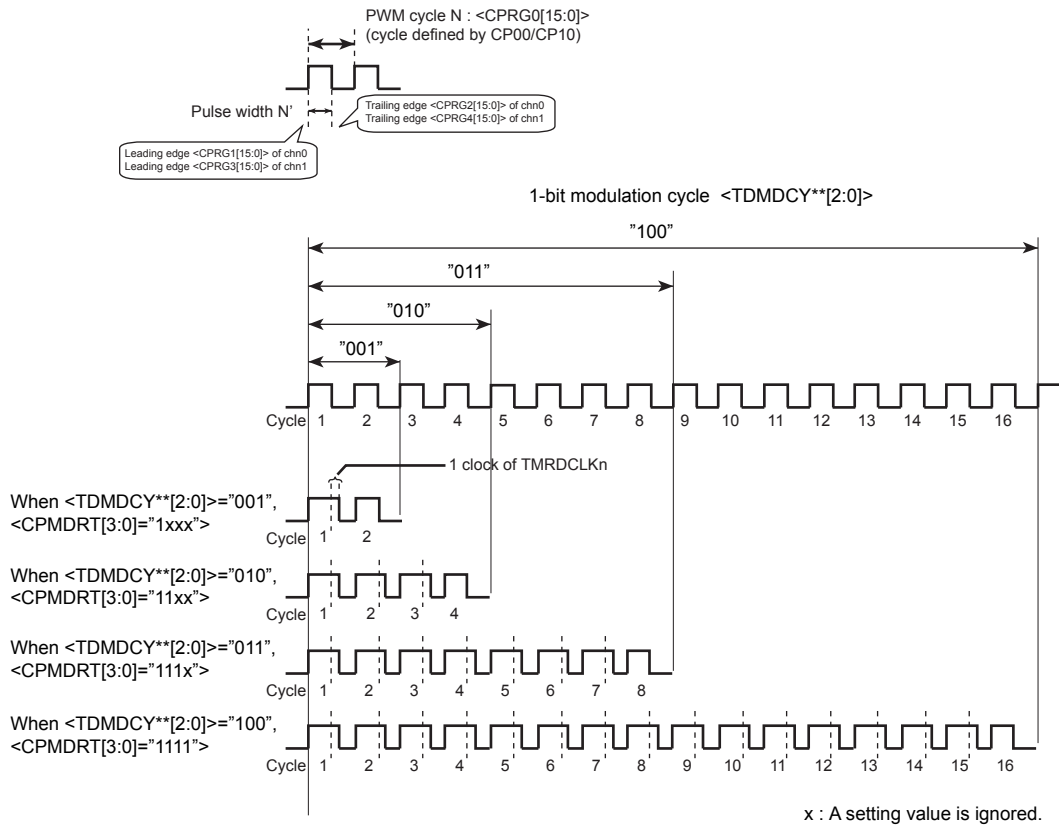 PWM cycle N : <CPRG0[15:0]>
(cycle defined by CP00/CP10)
Pulse width N'
Trailing edge <CPRG2[15:0]> of chn0
Trailing edge <CPRG4[15:0]> of chn1
Leading edge <CPRG1[15:0]> of chn0
Leading edge <CPRG3[15:0]> of chn1
1-bit modulation cycle <TDMDCY**[2:0]>
”100”
”011”
”010”
”001”
Cycle 1 2 3 4 5 6 7 8 9 10 11 12 13 14 15 16
1 clock of TMRDCLKn
When <TDMDCY**[2:0]>=”001”,
<CPMDRT[3:0]=”1xxx”>
Cycle 1 2
When <TDMDCY**[2:0]>=”010”,
<CPMDRT[3:0]=”11xx”>
Cycle 1 2 3 4
When <TDMDCY**[2:0]>=”011”,
<CPMDRT[3:0]=”111x”>
Cycle 1 2 3 4 5 6 7 8
When <TDMDCY**[2:0]>=”100”,
<CPMDRT[3:0]=”1111”>
Cycle 1 2 3 4 5 6 7 8 9 10 11 12 13 14 15 16
x : A setting value is ignored.